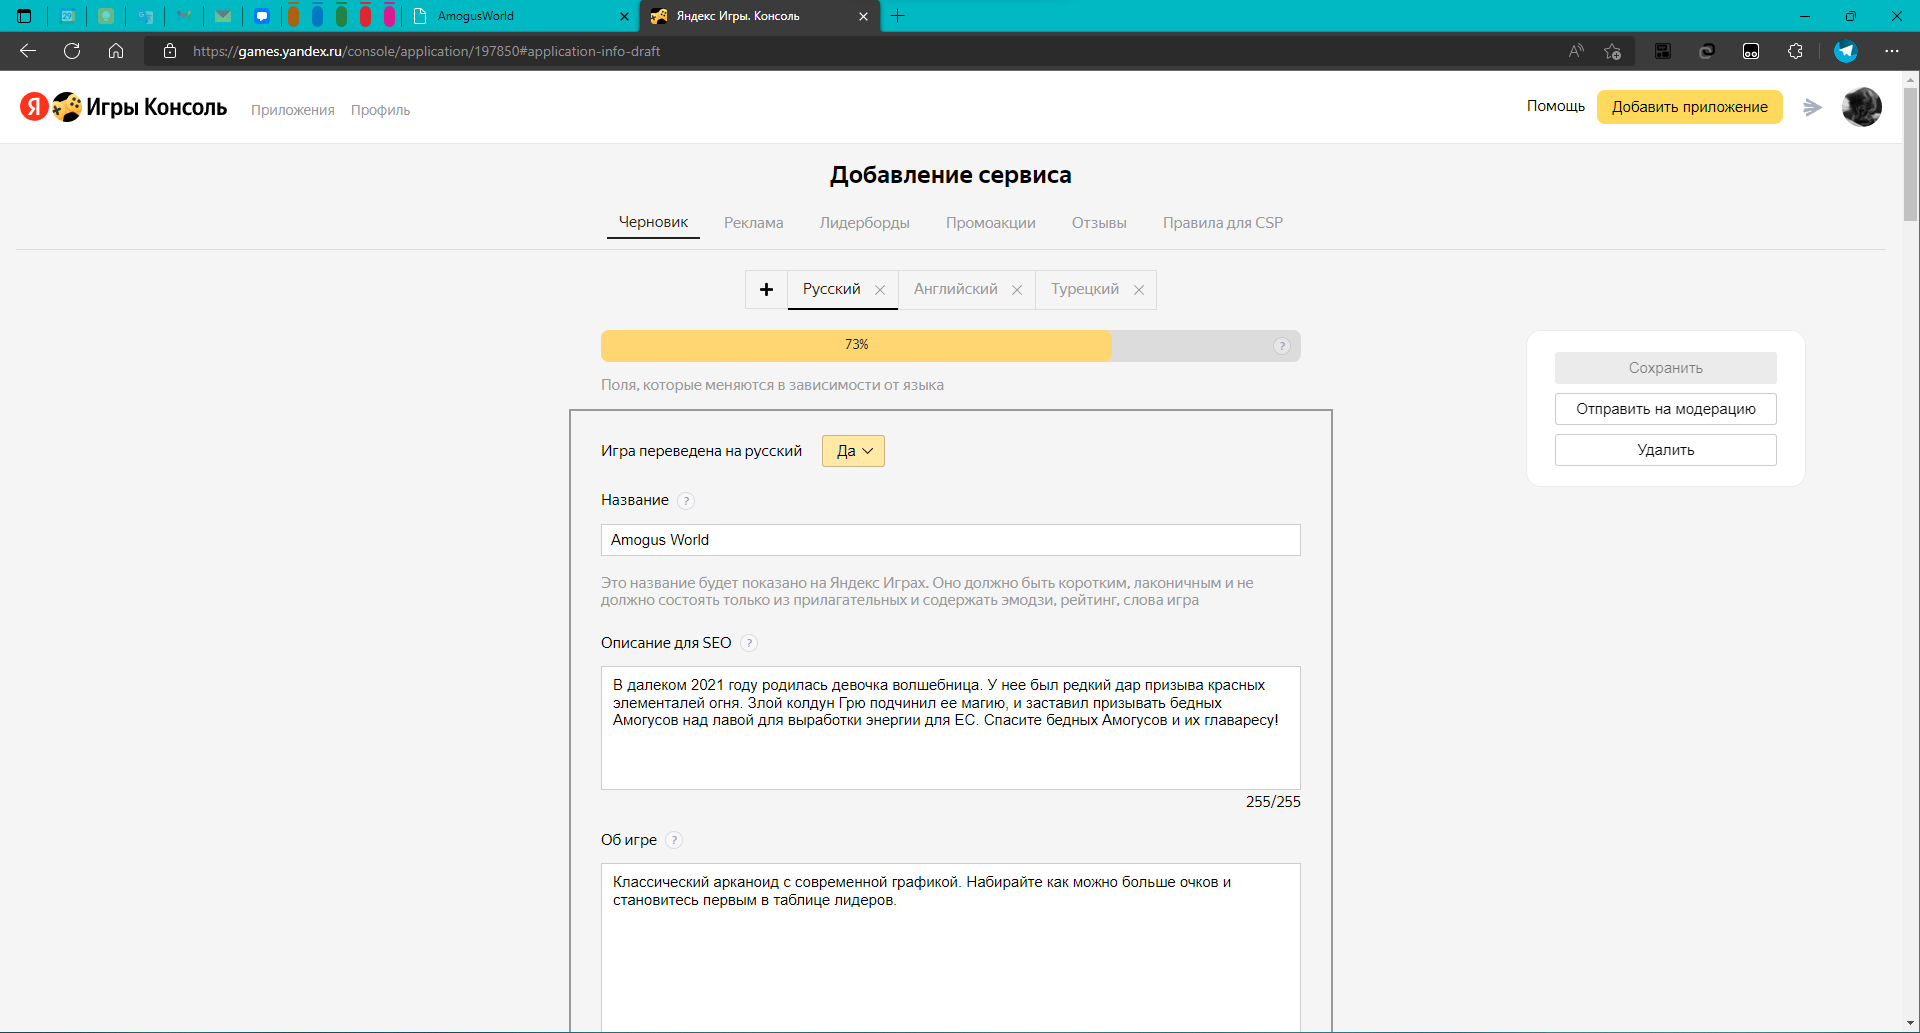 AmogusWorld
Яндекс Игры. Консоль
https://games.yandex.ru/console/application/197850#application-info-draft
Я Игры Консоль
Приложения
Профиль
Помощь
Добавить приложение
Добавление сервиса
Черновик
Реклама
Лидерборды
Промоакции
Отзывы
Правила для CSP
Русский
Английский
Турецкий
73%
?
Поля, которые меняются в зависимости от языка
Сохранить
Отправить на модерацию
Удалить
Игра переведена на русский
Да
Название ?
Amogus World
Это название будет показано на Яндекс Играх. Оно должно быть коротким, лаконичным и не
должно состоять только из прилагательных и содержать эмодзи, рейтинг, слова игра
Описание для SEO ?
В далеком 2021 году родилась девочка волшебница. У нее был редкий дар призыва красных
элементалей огня. Злой колдун Грю подчинил ее магию, и заставил призывать бедных
Амогусов над лавой для выработки энергии для ЕС. Спасите бедных Амогусов и их главаресу!
255/255
Об игре ?
Классический арканоид с современной графикой. Набирайте как можно больше очков и
становитесь первым в таблице лидеров.